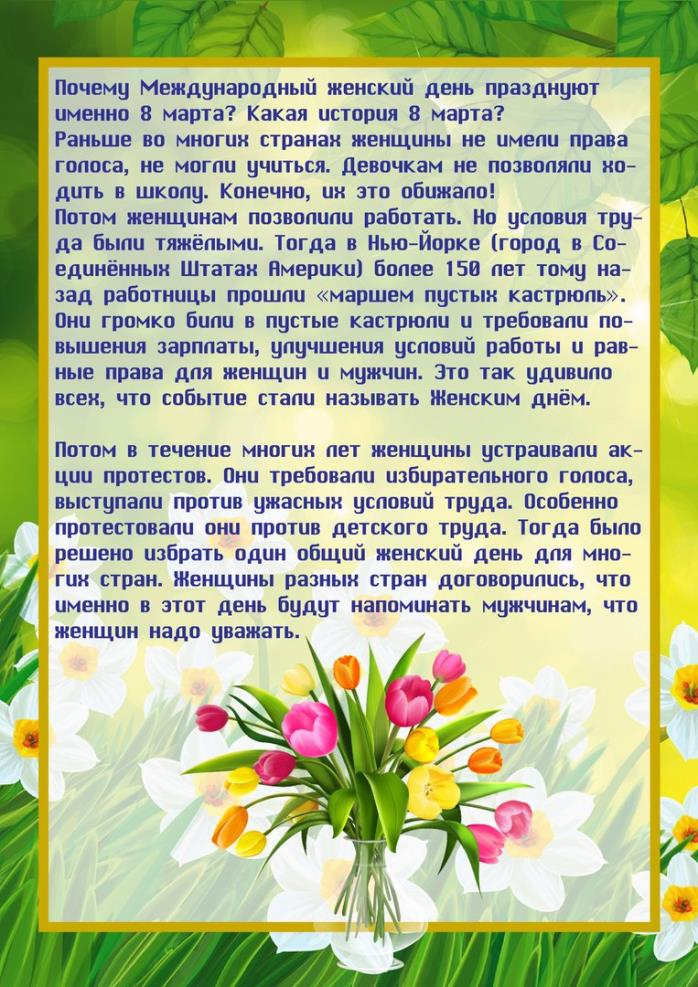 Почему Международный женский день празднуют
именно 8 марта? Какая история 8 марта?
Раньше во многих странах женщины не имели права
голоса, не могли учиться. Девочкам не позволяли хо-
дить в школу. Конечно, их это обижало!
Потом женщинам позволили работать. Но условия тру-
да были тяжёлыми. Тогда в Нью-Йорке (город в Со-
единённых Штатах Америки) более 150 лет тому на-
зад работницы прошли «маршем пустых кастрюль».
Они громко били в пустые кастрюли и требовали по-
вышения зарплаты, улучшения условий работы и рав-
ные права для женщин и мужчин. Это так удивило
всех, что событие стали называть Женским днём.

Потом в течение многих лет женщины устраивали ак-
ции протестов. Они требовали избирательного голоса,
выступали против ужасных условий труда. Особенно
протестовали они против детского труда. Тогда было
решено избрать один общий женский день для мно-
гих стран. Женщины разных стран договорились, что
именно в этот день будут напоминать мужчинам, что
женщин надо уважать.